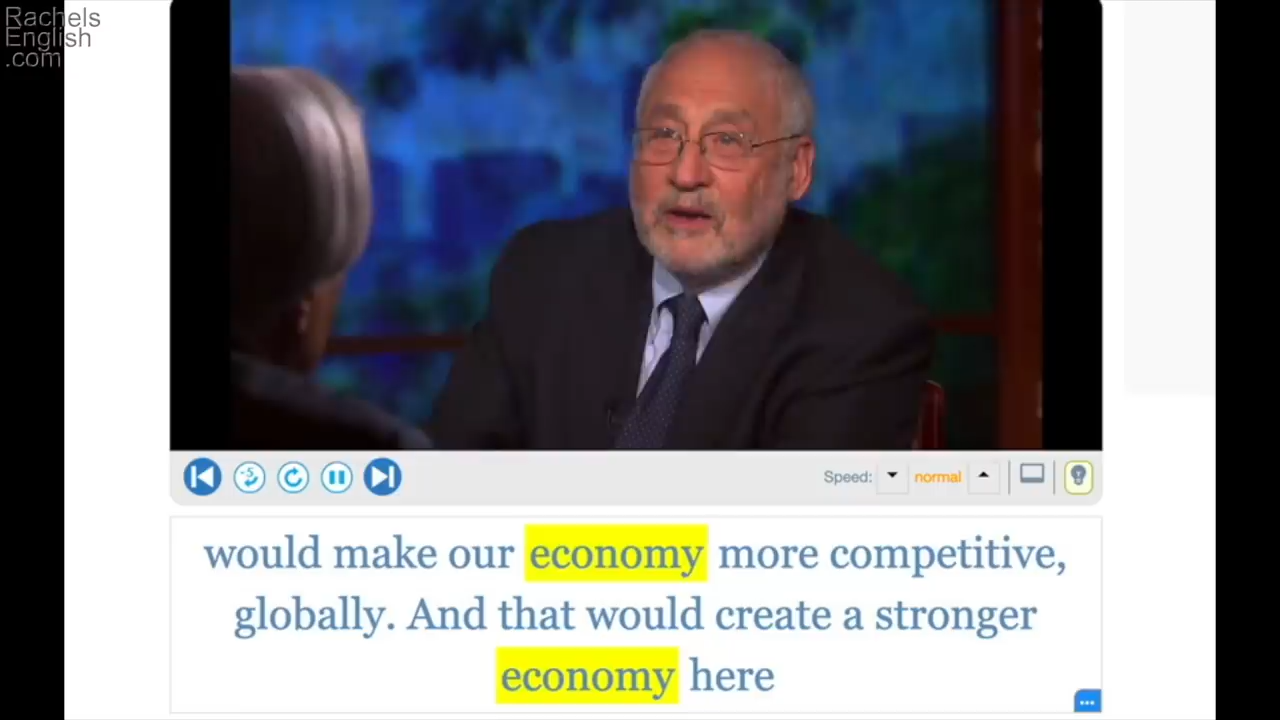 Rachels
English
.com
-5
Speed:
normal
would make our economy more competitive,
globally. And that would create a stronger
economy here